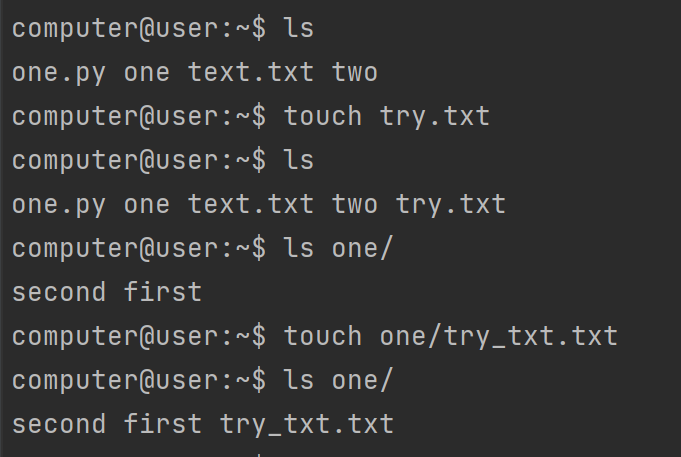 computer@user:~$ ls
one.py one text.txt two
computer@user:~$ touch try.txt
computer@user:~$ ls
one.py one text.txt two try.txt
computer@user:~$ ls one/
second first
computer@user:~$ touch one/try_txt.txt
computer@user:~$ ls one/
second first try_txt.txt